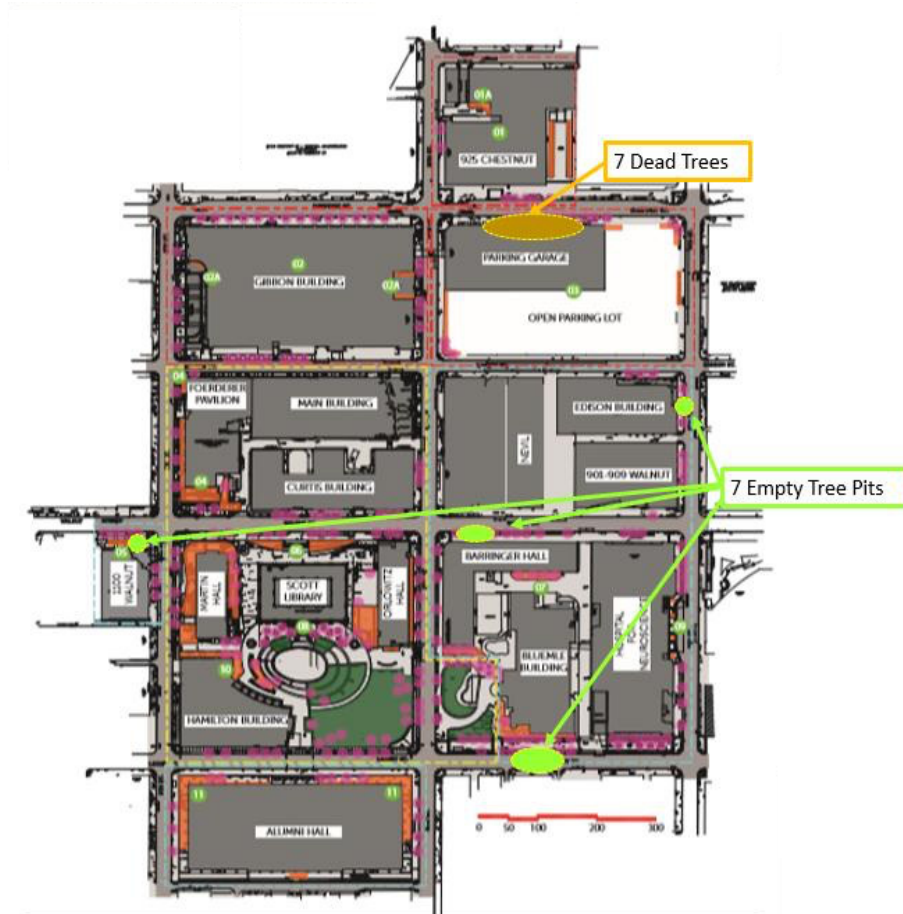 01A
01
925 CHESTNUT
7 Dead Trees
02
02A
GIBBON BUILDING
02A
PARKING GARAGE
03
OPEN PARKING LOT
04
FOERDERER
PAVILION
MAIN BUILDING
EDISON BUILDING
NEVIL
901-909 WALNUT
04
CURTIS BUILDING
7 Empty Tree Pits
05
1100
WALNUT
MARTIN
HALL
06
SCOTT
LIBRARY
ORLOWITZ
HALL
BARRINGER HALL
07
08
09
10
BLUEMLE
BUILDING
HOSPITAL
FOR
NEUROSCIENCE
HAMILTON BUILDING
11
11
ALUMNI HALL
0 50 100 200 300